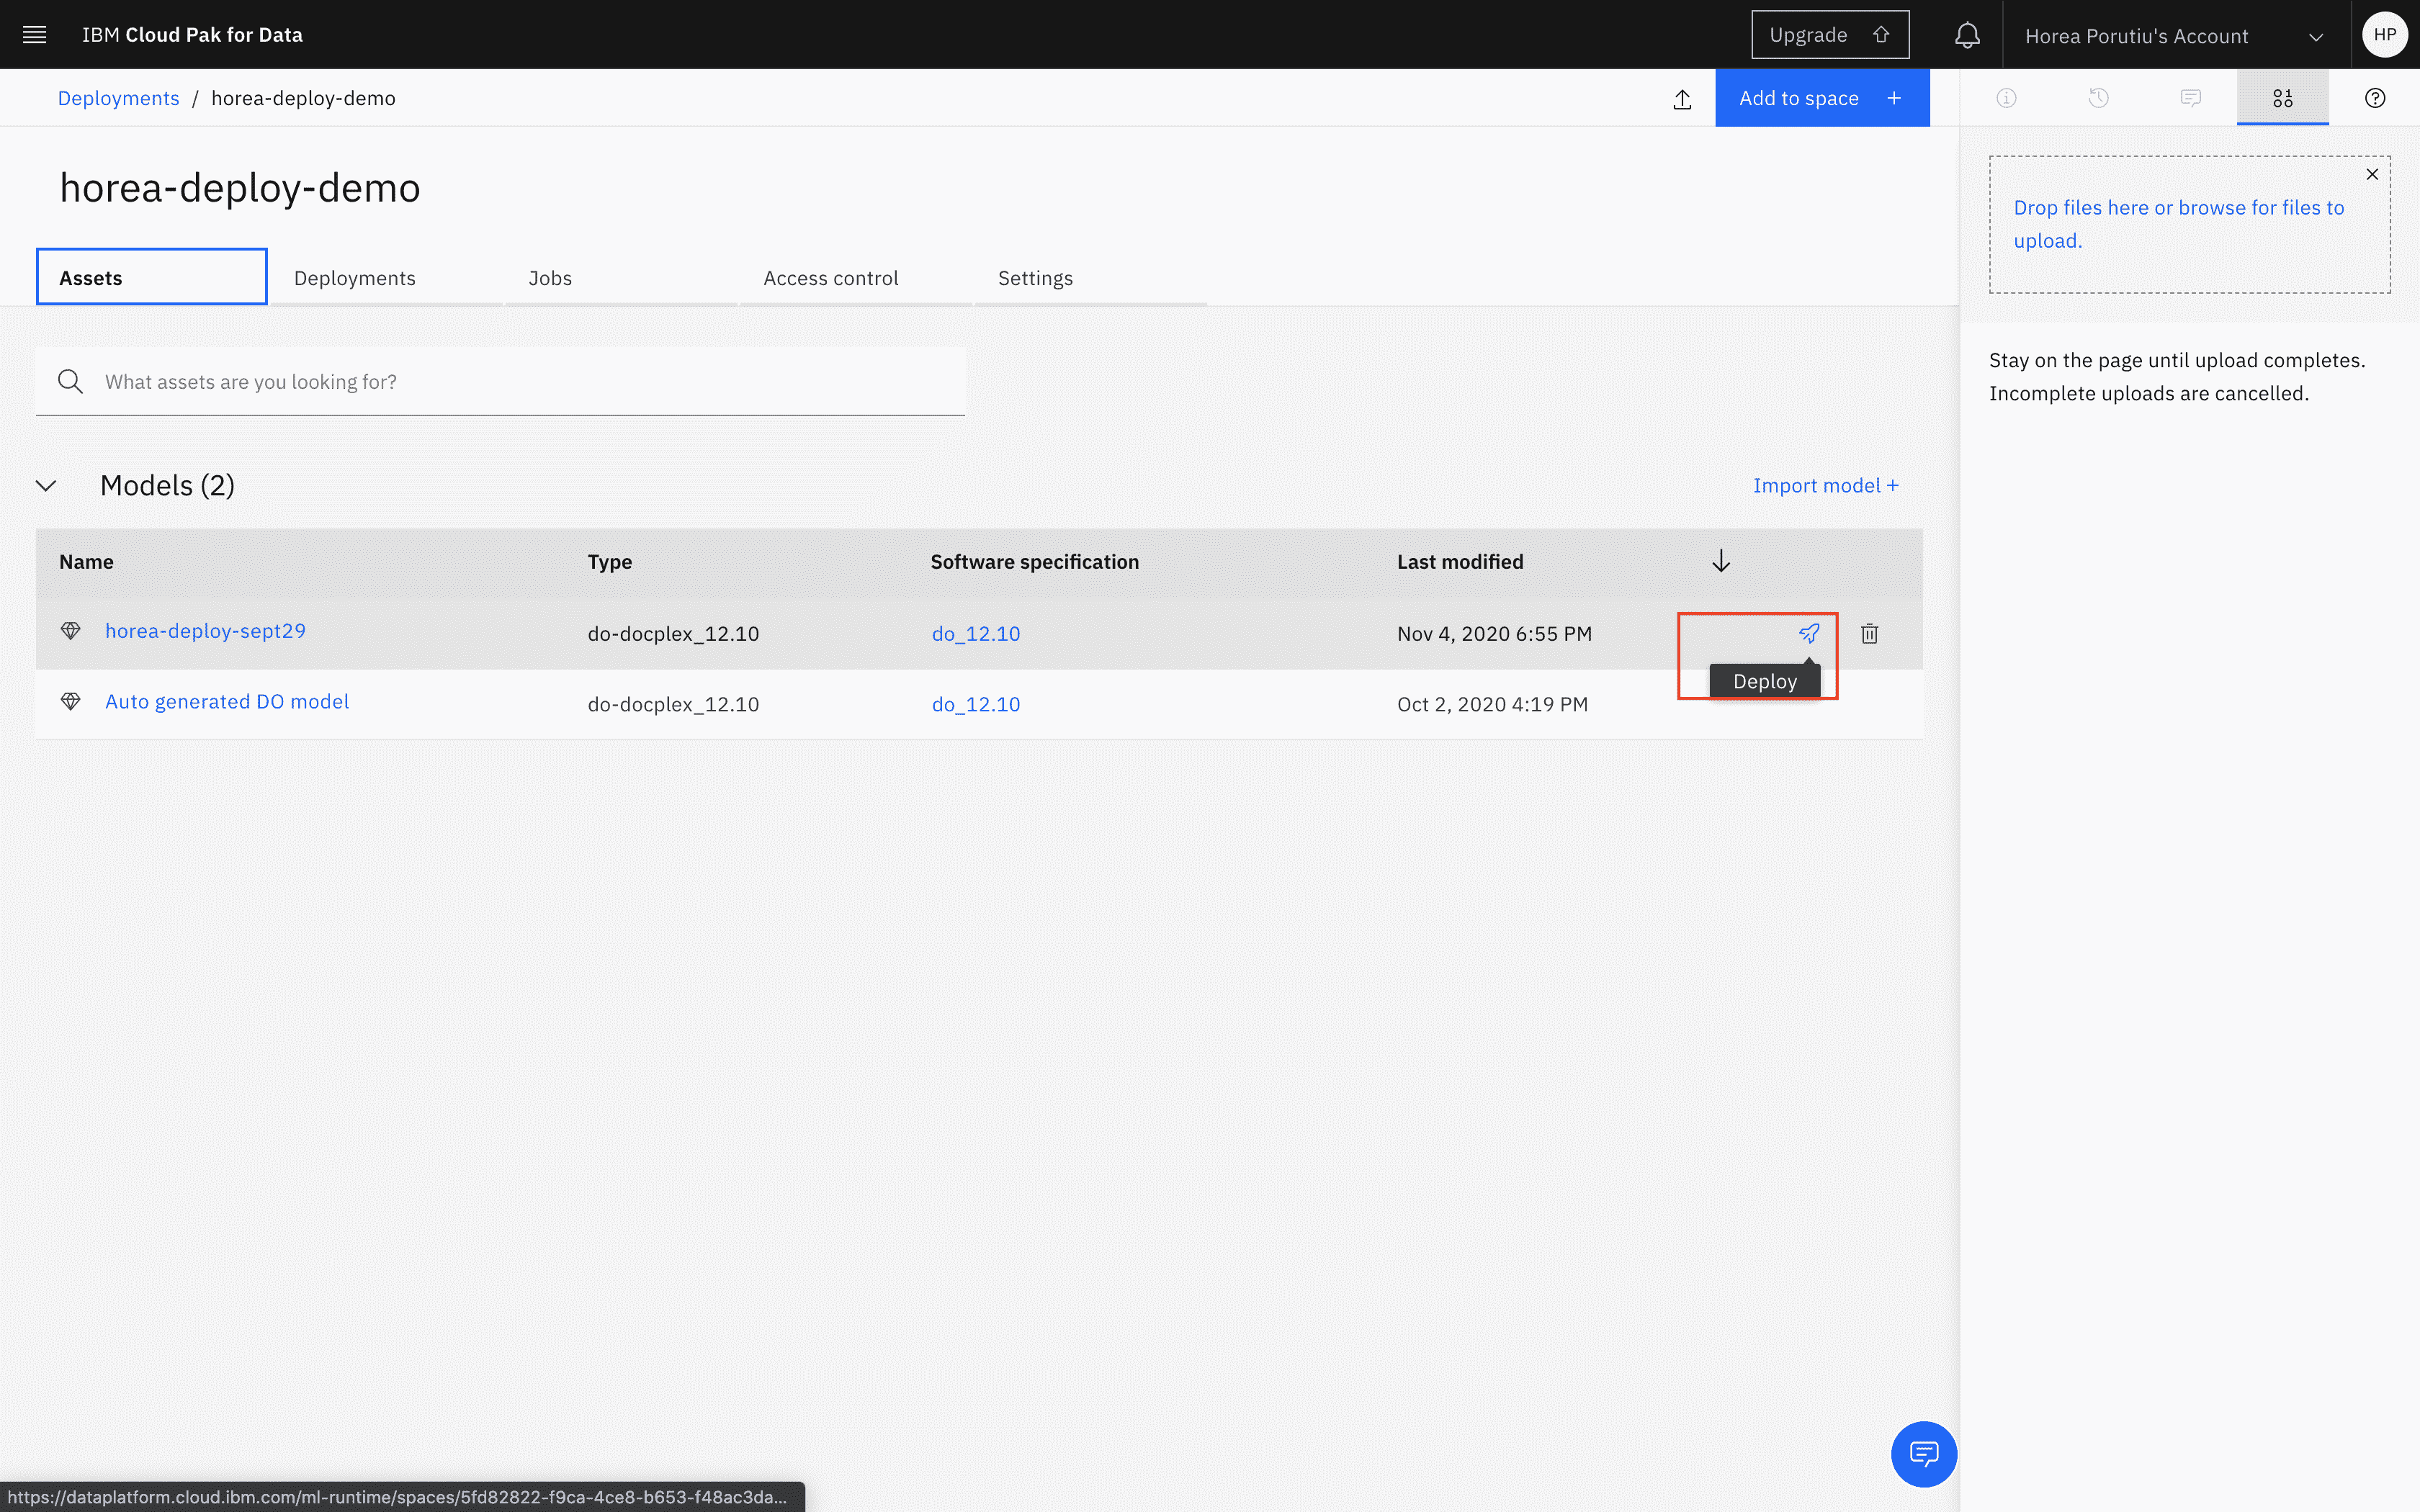 IBM Cloud Pak for Data
Upgrade
Horea Porutiu's Account
HP
Deployments / horea-deploy-demo
Add to space +
horea-deploy-demo
Assets
Deployments
Jobs
Access control
Settings
What assets are you looking for?
Models (2)
Import model +
Name Type Software specification Last modified
horea-deploy-sept29 do-docplex_12.10 do_12.10 Nov 4, 2020 6:55 PM
Deploy
Auto generated DO model do-docplex_12.10 do_12.10 Oct 2, 2020 4:19 PM
Drop files here or browse for files to
upload.
Stay on the page until upload completes.
Incomplete uploads are cancelled.
https://dataplatform.cloud.ibm.com/ml-runtime/spaces/5fd82822-f9ca-4ce8-b653-f48ac3da...